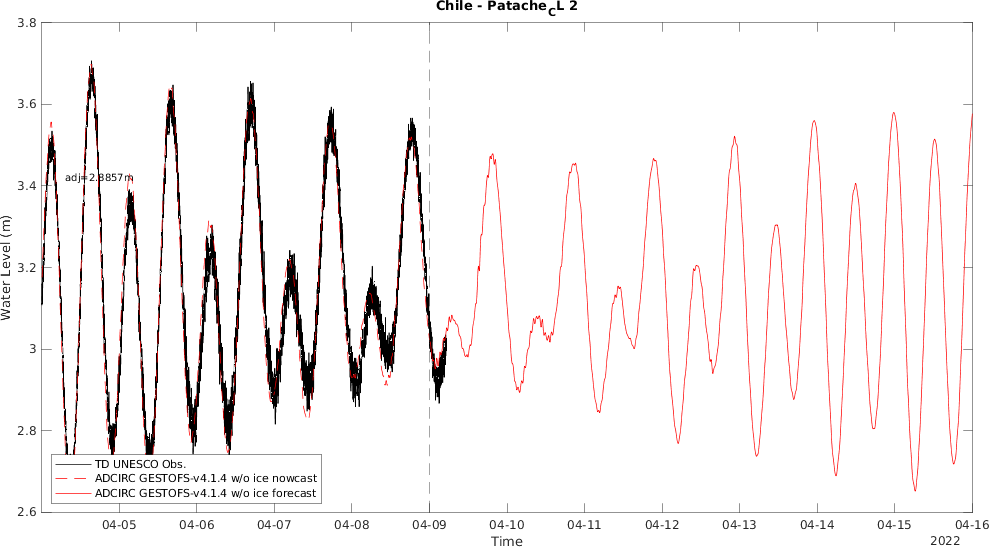 Chile - Patache_CL 2
3.8
3.6
3.4
3.2
3
2.8
2.6
Water Level (m)
adj=2.8857m
TD UNESCO Obs.
ADCIRC GESTOFS-v4.1.4 w/o ice nowcast
ADCIRC GESTOFS-v4.1.4 w/o ice forecast
04-05 04-06 04-07 04-08 04-09 04-10 04-11 04-12 04-13 04-14 04-15 04-16
Time
2022